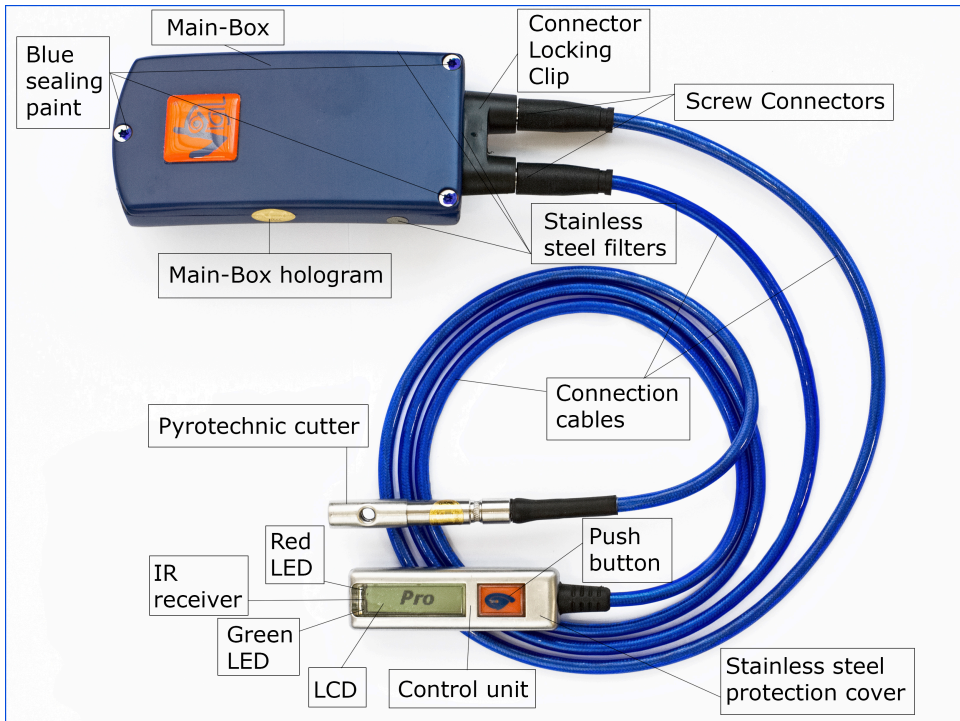 Main-Box
Connector
Locking
Clip
Blue
sealing
paint
Screw Connectors
Stainless
steel filters
Main-Box hologram
Connection
cables
Pyrotechnic cutter
Push
button
Red
LED
IR
receiver
Pro
Green
LED
LCD
Control unit
Stainless steel
protection cover